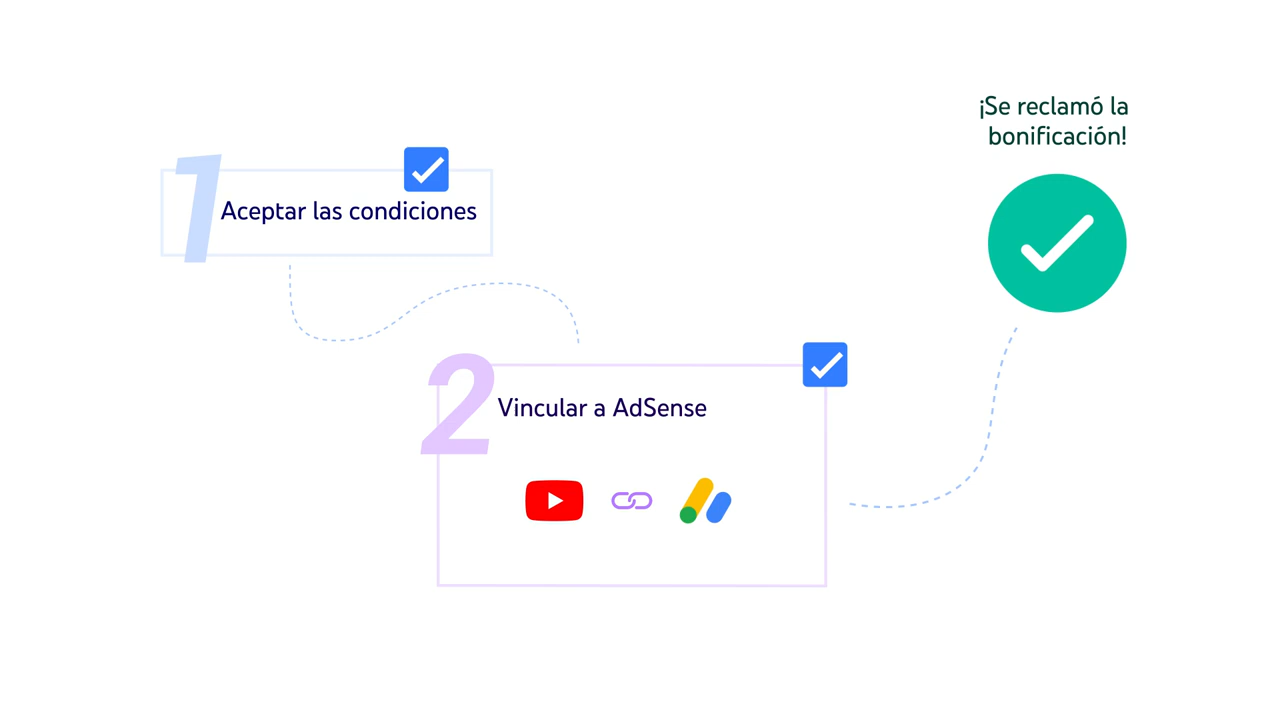 1
Aceptar las condiciones
2
Vincular a AdSense
¡Se reclamó la
bonificación!